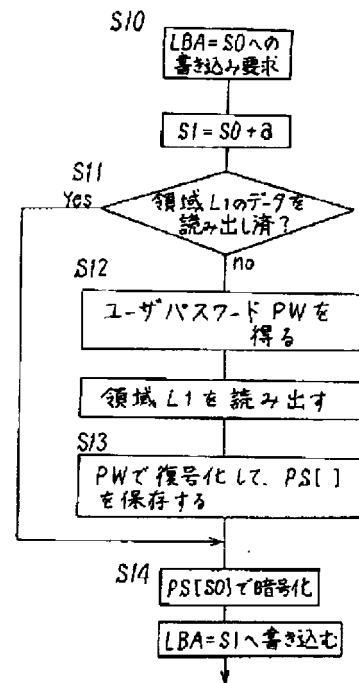 S10
LBA=S0への
書き込み要求
S1=S0+a
S11
Yes
領域L1のデータを
読み出し済?
no
S12
ユーザパスワード PWを
得る
領域 L1 を 読み出す
S13
PWで復号化して、PS[ ]
を保存する
S14
PS[S0]で暗号化
LBA=S1へ書き込む